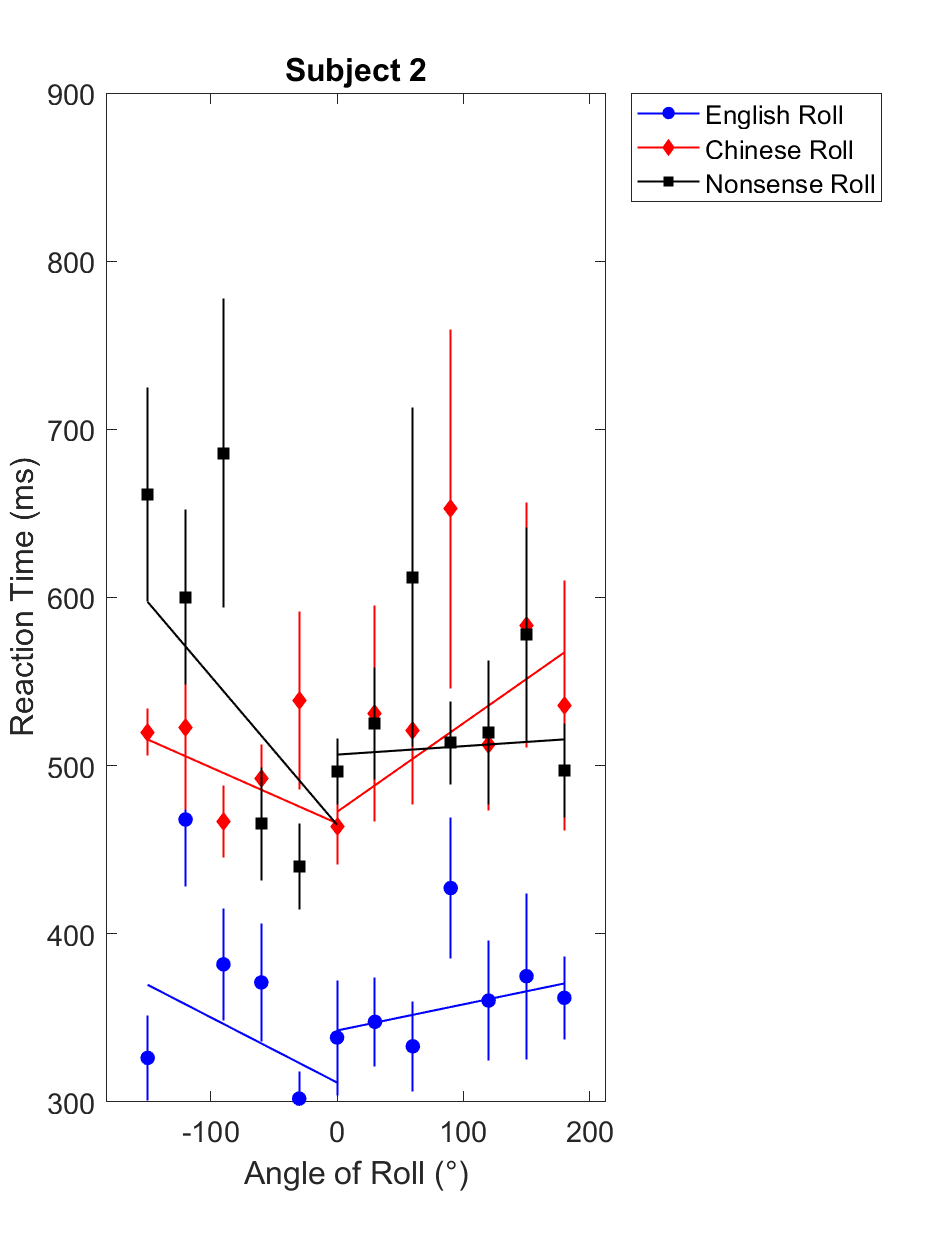 Subject 2
English Roll
Chinese Roll
Nonsense Roll
900
800
700
600
500
400
300
Reaction Time (ms)
-100 0 100 200
Angle of Roll (°)